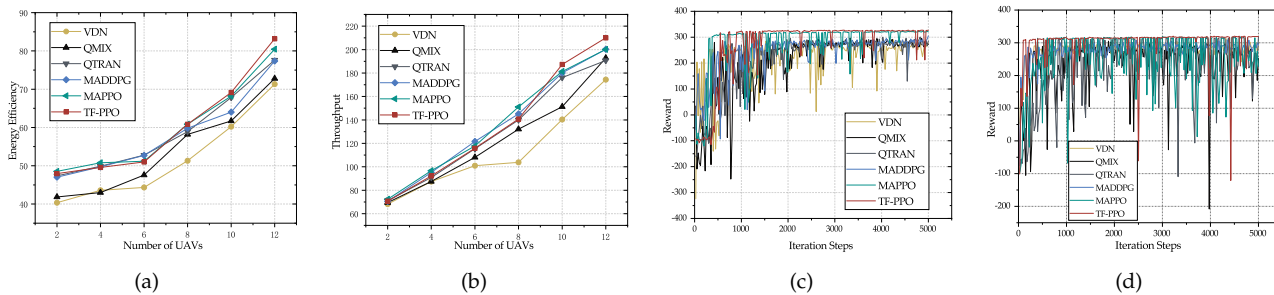 VDN
QMIX
QTRAN
MADDPG
MAPPO
TF-PPO
Energy Efficiency
90
80
70
60
50
40
2 4 6 8 10 12
Number of UAVs
(a)
VDN
QMIX
QTRAN
MADDPG
MAPPO
TF-PPO
Throughput
240
220
200
180
160
140
120
100
80
60
2 4 6 8 10 12
Number of UAVs
(b)
Reward
400
300
200
100
0
-100
-200
-300
-400
VDN
QMIX
QTRAN
MADDPG
MAPPO
TF-PPO
0 1000 2000 3000 4000 5000
Iteration Steps
(c)
Reward
400
300
200
100
0
-100
-200
VDN
QMIX
QTRAN
MADDPG
MAPPO
TF-PPO
0 1000 2000 3000 4000 5000
Iteration Steps
(d)